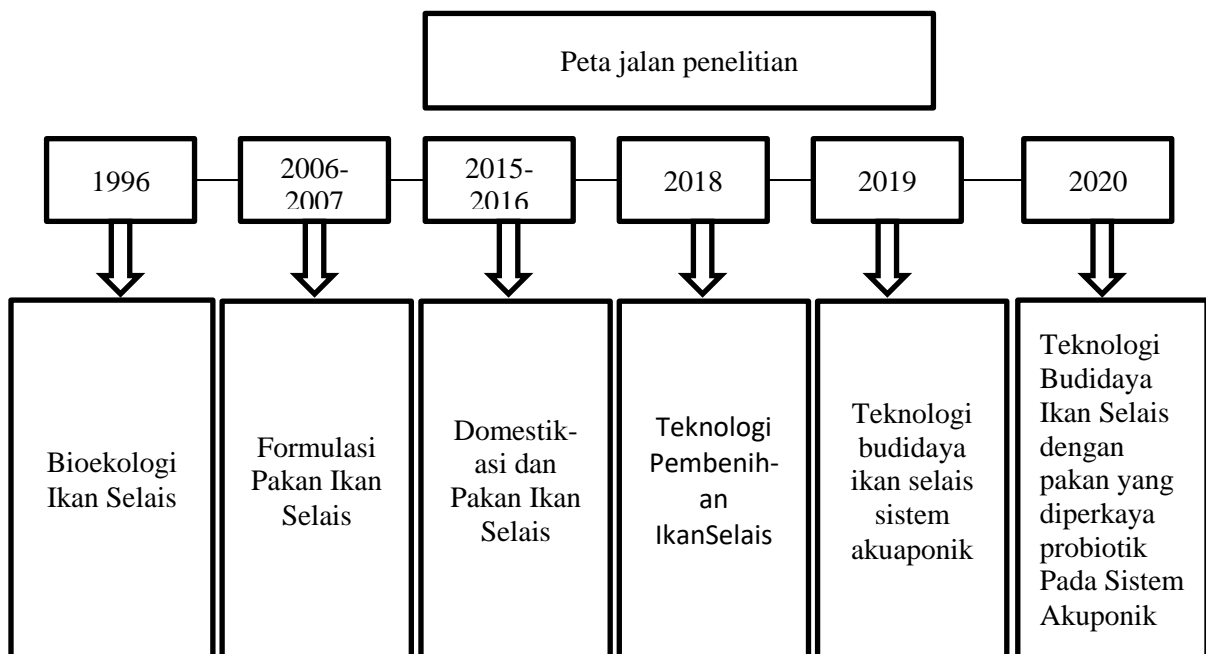 Peta jalan penelitian
1996
2006-
2007
2015-
2016
2018
2019
2020
Bioekologi
Ikan Selais
Formulasi
Pakan Ikan
Selais
Domestik-
asi dan
Pakan Ikan
Selais
Teknologi
Pembenih-
an
IkanSelais
Teknologi
budidaya
ikan selais
sistem
akuaponik
Teknologi
Budidaya
Ikan Selais
dengan
pakan yang
diperkaya
probiotik
Pada Sistem
Akuponik